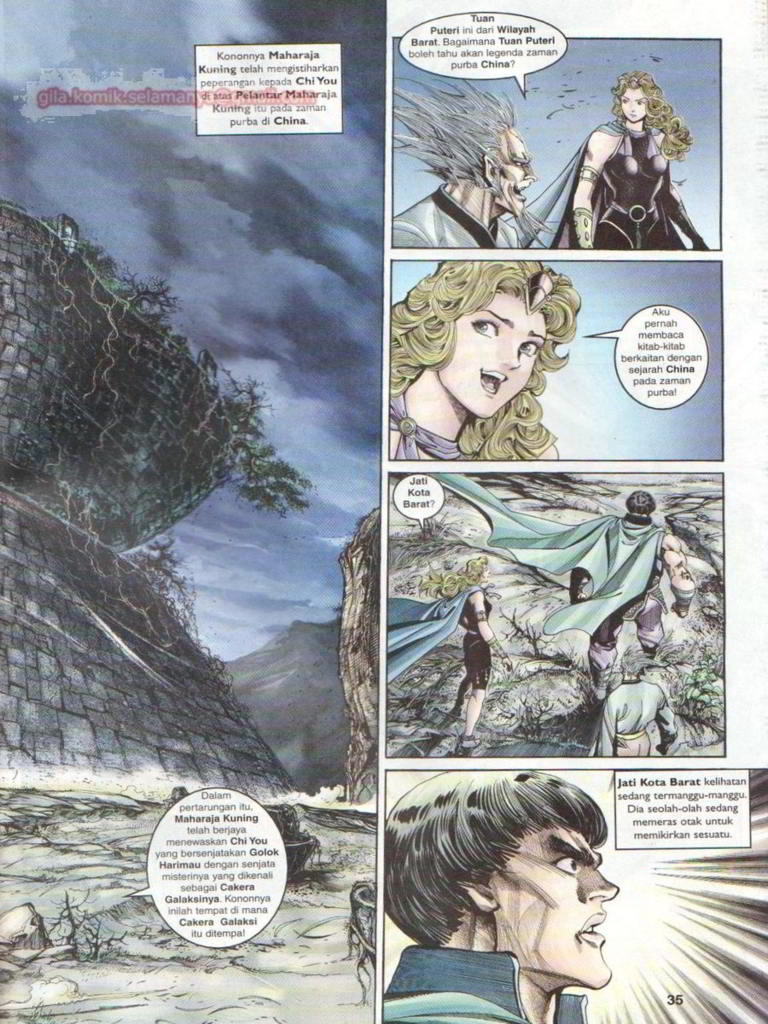 Kononnya Maharaja
Kuning telah mengistiharkan
peperangan kepada Chi You
di atas Pelantar Maharaja
Kuning itu pada zaman
purba di China.
gila.komik.selamany
Dalam
pertarungan itu,
Maharaja Kuning
telah berjaya
menewaskan Chi You
yang bersenjatakan Golok
Harimau dengan senjata
misterinya yang dikenali
sebagai Cakera
Galaksinya. Kononnya
inilah tempat di mana
Cakera Galaksi
itu ditempa!
Tuan
Puteri ini dari Wilayah
Barat. Bagaimana Tuan Puteri
boleh tahu akan legenda zaman
purba China?
Aku
pernah
membaca
kitab-kitab
berkaitan dengan
sejarah China
pada zaman
purba!
Jati
Kota
Barat?
Jati Kota Barat kelihatan
sedang termanggu-manggu.
Dia seolah-olah sedang
memeras otak untuk
memikirkan sesuatu.
35